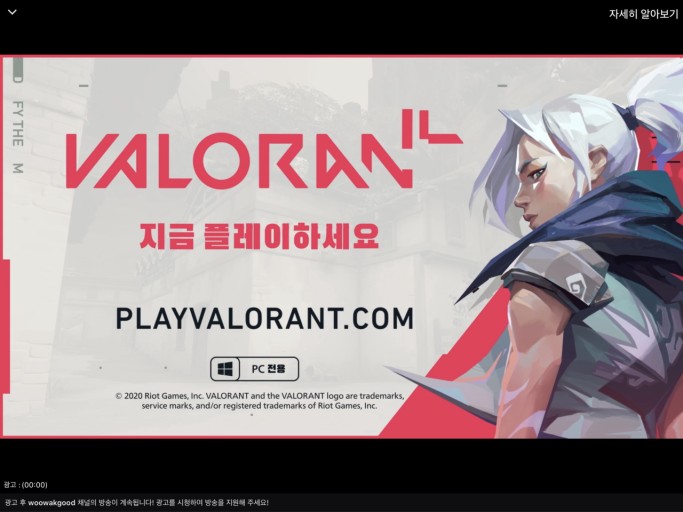 자세히 알아보기
D FY THE M
VALORANT
지금 플레이하세요
PLAYVALORANT.COM
PC 전용
© 2020 Riot Games, Inc. VALORANT and the VALORANT logo are trademarks,
service marks, and/or registered trademarks of Riot Games, Inc.
광고 : (00:00)
광고 후 woowakgood 채널의 방송이 계속됩니다! 광고를 시청하여 방송을 지원해 주세요!